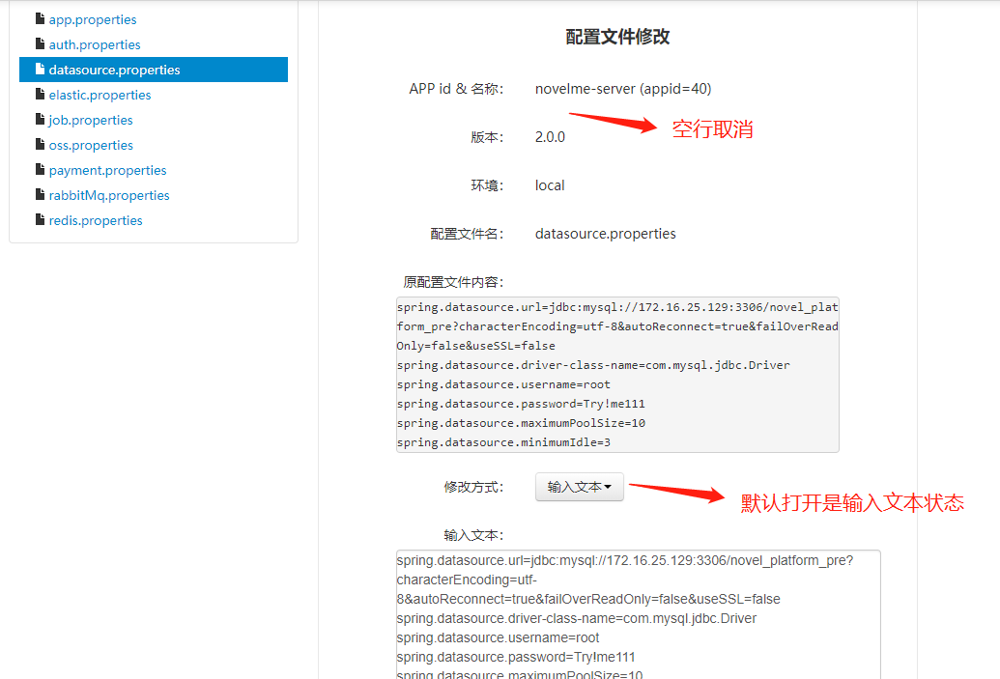 app.properties
auth.properties
datasource.properties
elastic.properties
job.properties
oss.properties
payment.properties
rabbitMq.properties
redis.properties
配置文件修改
APP id & 名称： novelme-server (appid=40)
空行取消
版本： 2.0.0
环境： local
配置文件名： datasource.properties
原配置文件内容：
spring.datasource.url=jdbc:mysql://172.16.25.129:3306/novel_plat
form_pre?characterEncoding=utf-8&autoReconnect=true&failOverRead
Only=false&useSSL=false
spring.datasource.driver-class-name=com.mysql.jdbc.Driver
spring.datasource.username=root
spring.datasource.password=Try!me111
spring.datasource.maximumPoolSize=10
spring.datasource.minimumIdle=3
修改方式： 输入文本
默认打开是输入文本状态
输入文本：
spring.datasource.url=jdbc:mysql://172.16.25.129:3306/novel_platform_pre?
characterEncoding=utf-
8&autoReconnect=true&failOverReadOnly=false&useSSL=false
spring.datasource.driver-class-name=com.mysql.jdbc.Driver
spring.datasource.username=root
spring.datasource.password=Try!me111
spring.datasource.maximumPoolSize=10